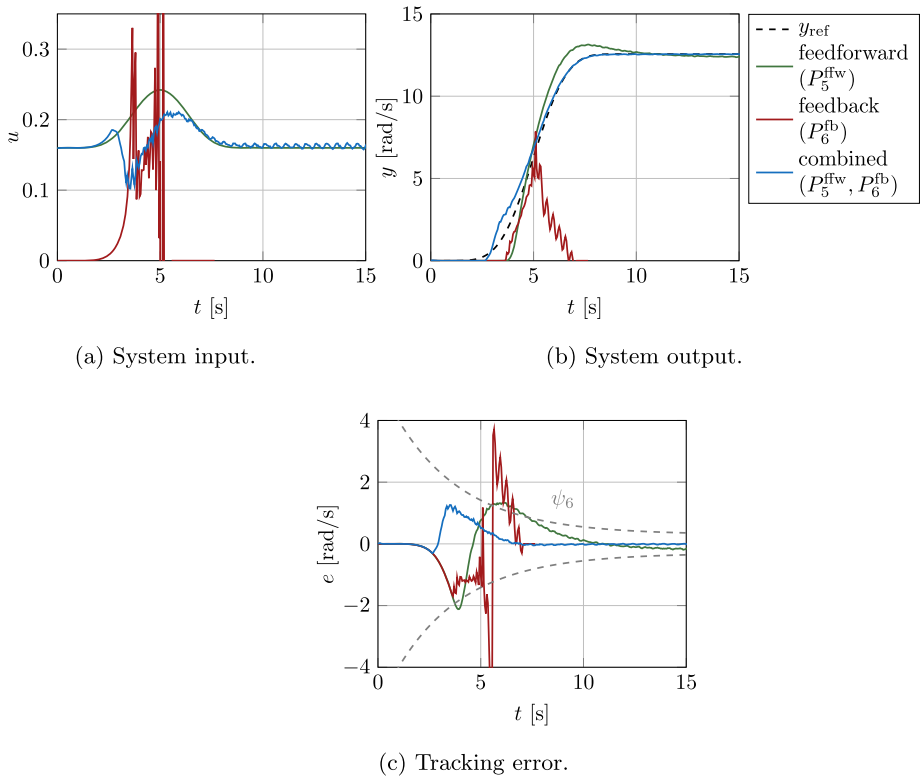 0.3
0.2
0.1
0
u
0
5
10
15
t [s]
(a) System input.
15
10
5
0
y [rad/s]
0
5
10
15
t [s]
(b) System output.
y_ref
feedforward
(P_5^ffw)
feedback
(P_6^fb)
combined
(P_5^ffw, P_6^fb)
4
2
0
−2
−4
e [rad/s]
ψ_6
0
5
10
15
t [s]
(c) Tracking error.